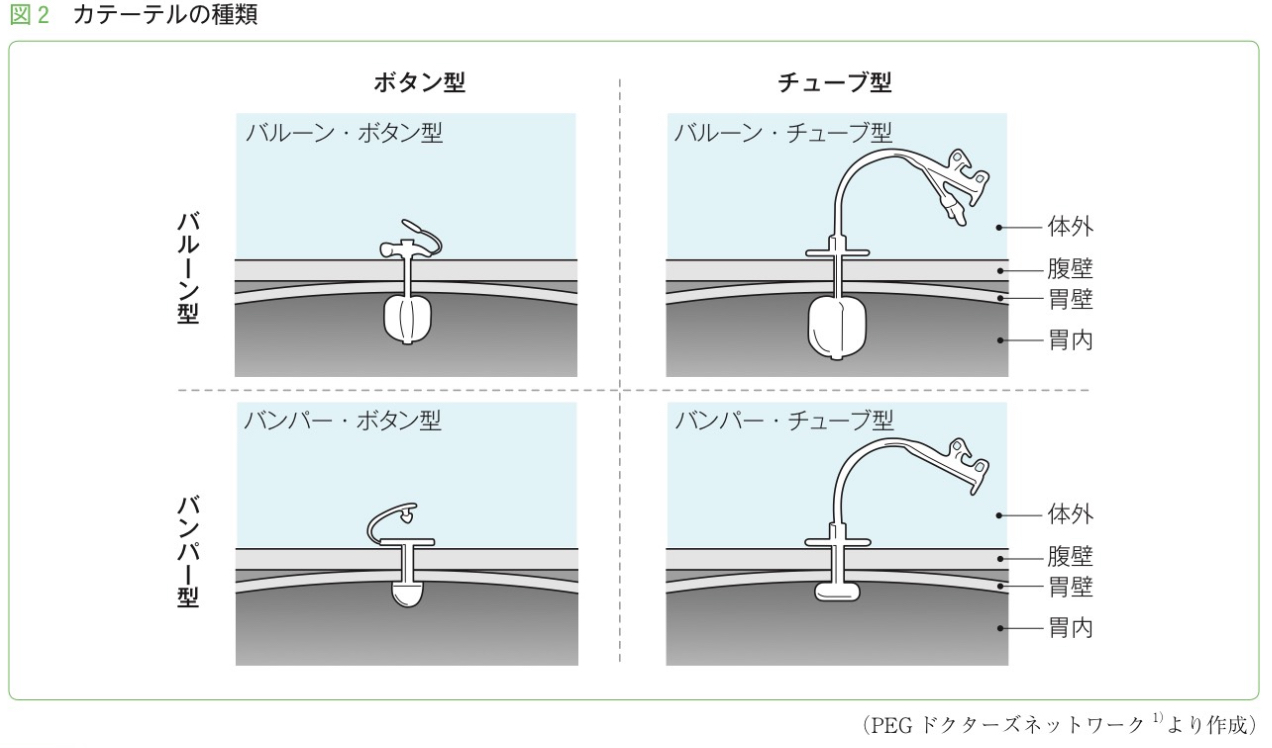 図2 カテーテルの種類
ボタン型
チューブ型
バルーン型
バルーン・ボタン型
バルーン・チューブ型
体外
腹壁
胃壁
胃内
バンパー型
バンパー・ボタン型
バンパー・チューブ型
体外
腹壁
胃壁
胃内
（PEGドクターズネットワーク1)より作成）